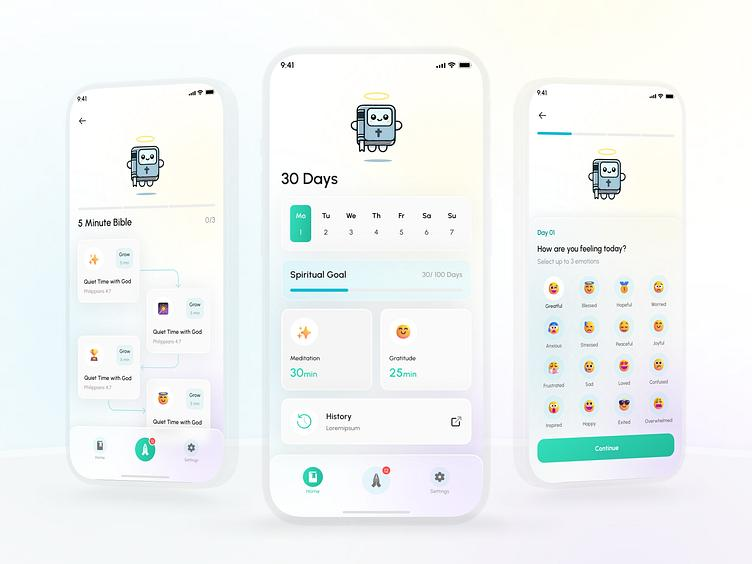 9:41
5 Minute Bible
0/3
Grow
5 min
Quiet Time with God
Philippians 4:7
Grow
5 min
Quiet Time with God
Philippians 4:7
Grow
5 min
Quiet Time with God
Philippians 4:7
Grow
5 min
Quiet Time with God
Home
Settings
9:41
30 Days
Mo Tu We Th Fr Sa Su
1 2 3 4 5 6 7
Spiritual Goal
30/ 100 Days
Meditation
30min
Gratitude
25min
History
Loremipsum
Home
Settings
9:41
Day 01
How are you feeling today?
Select up to 3 emotions
Greatful Blessed Hopeful Worried
Anxious Stressed Peaceful Joyful
Frustrated Sad Loved Confused
Inspired Happy Exited Overwhelmed
Continue